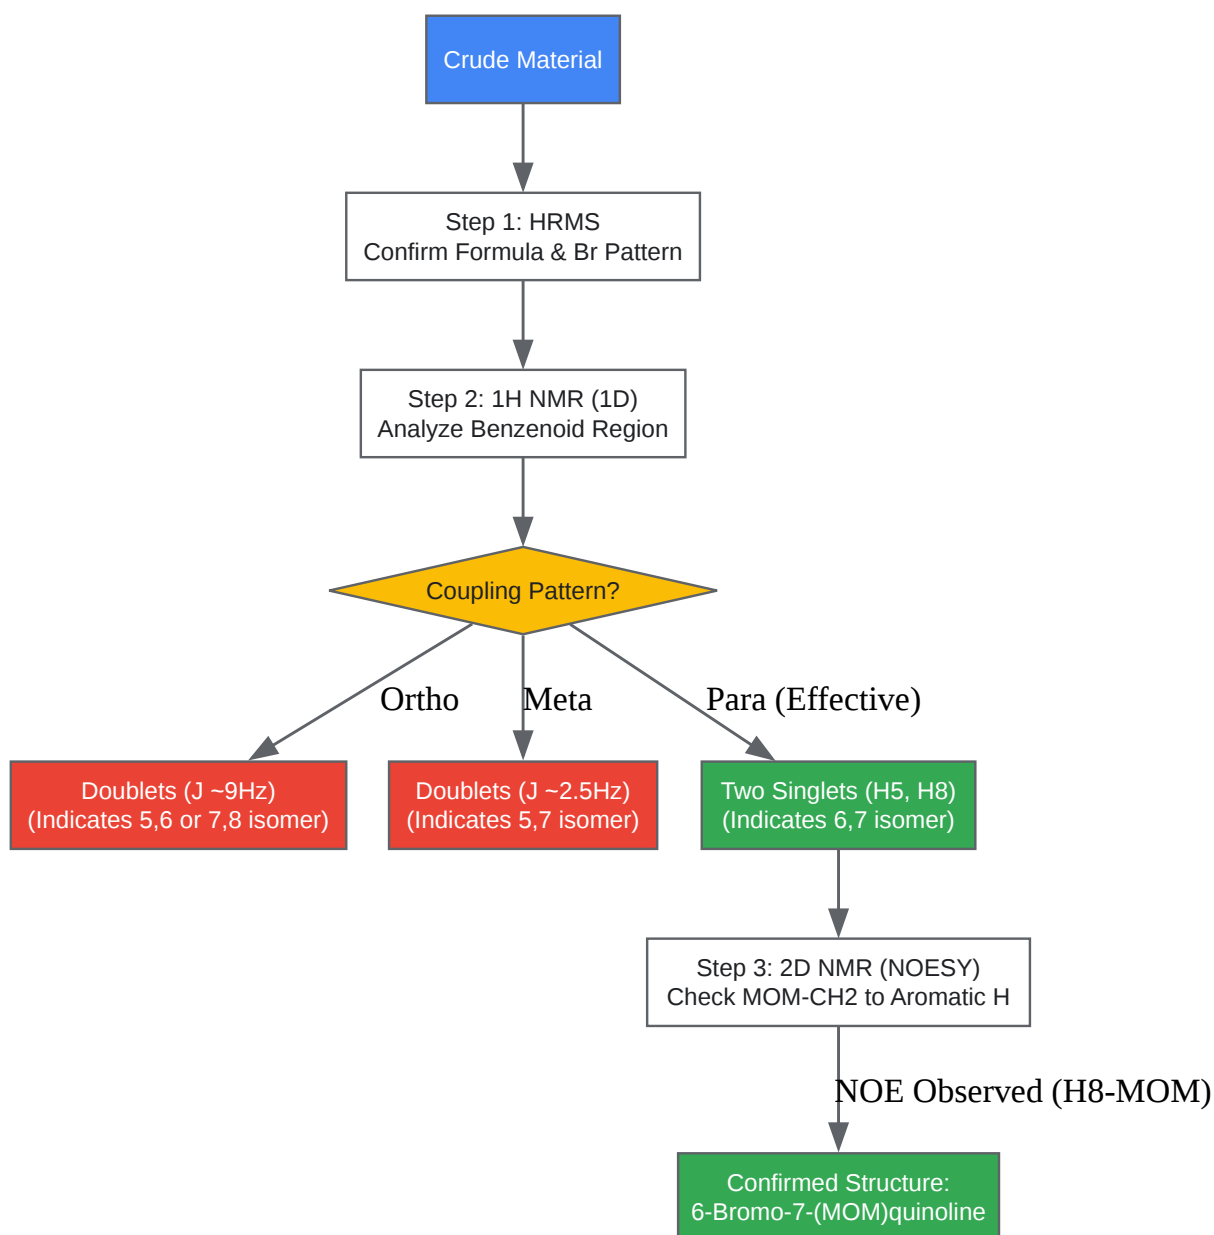 Crude Material
Step 1: HRMS
Confirm Formula & Br Pattern
Step 2: 1H NMR (1D)
Analyze Benzenoid Region
Coupling Pattern?
Ortho
Meta
Para (Effective)
Doublets (J ~9Hz)
(Indicates 5,6 or 7,8 isomer)
Doublets (J ~2.5Hz)
(Indicates 5,7 isomer)
Two Singlets (H5, H8)
(Indicates 6,7 isomer)
Step 3: 2D NMR (NOESY)
Check MOM-CH2 to Aromatic H
NOE Observed (H8-MOM)
Confirmed Structure:
6-Bromo-7-(MOM)quinoline